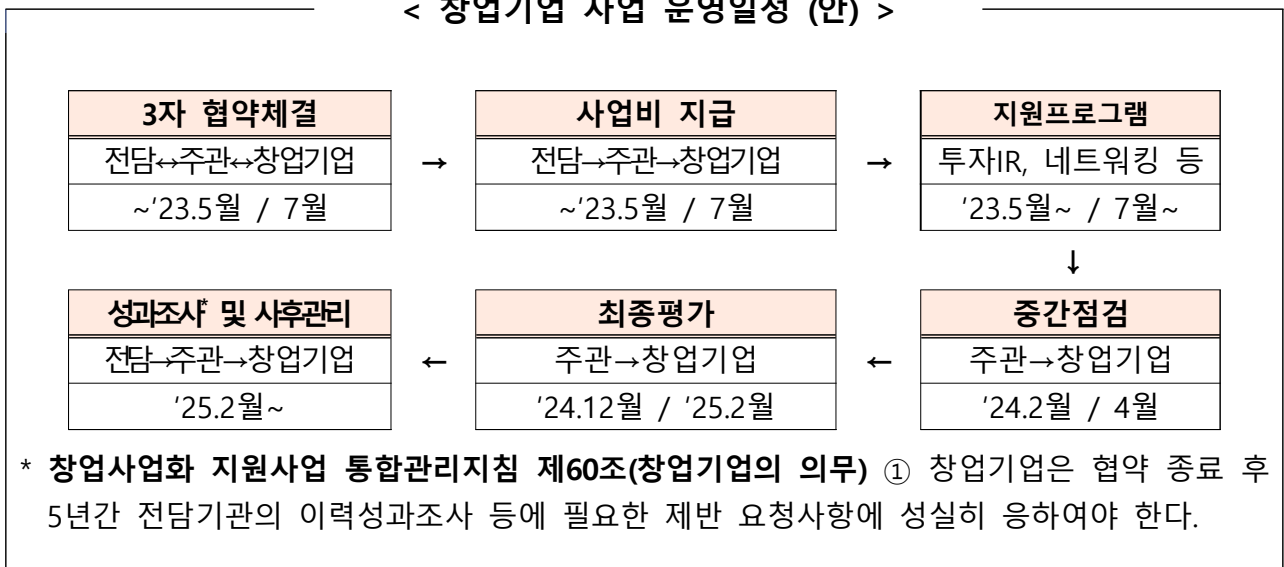 < 창업기업 사업 운영일정 (안) >
3자 협약체결 사업비 지급 지원프로그램
전담↔주관↔창업기업 → 전담→주관→창업기업 → 투자IR, 네트워킹 등
~'23.5월 / 7월 ~'23.5월 / 7월 '23.5월~ / 7월~
↓
성과조사* 및 사후관리 최종평가 중간점검
전담→주관→창업기업 ← 주관→창업기업 ← 주관→창업기업
'25.2월~ '24.12월 / '25.2월 '24.2월 / 4월
* 창업사업화 지원사업 통합관리지침 제60조(창업기업의 의무) ① 창업기업은 협약 종료 후
5년간 전담기관의 이력성과조사 등에 필요한 제반 요청사항에 성실히 응하여야 한다.